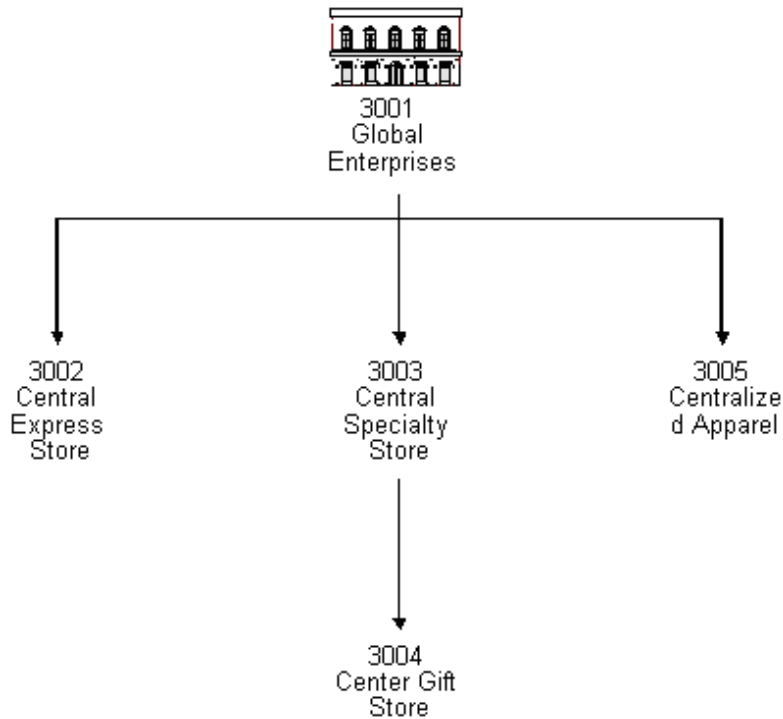 3001
Global
Enterprises
3002
Central
Express
Store
3003
Central
Specialty
Store
3005
Centralize
d Apparel
3004
Center Gift
Store